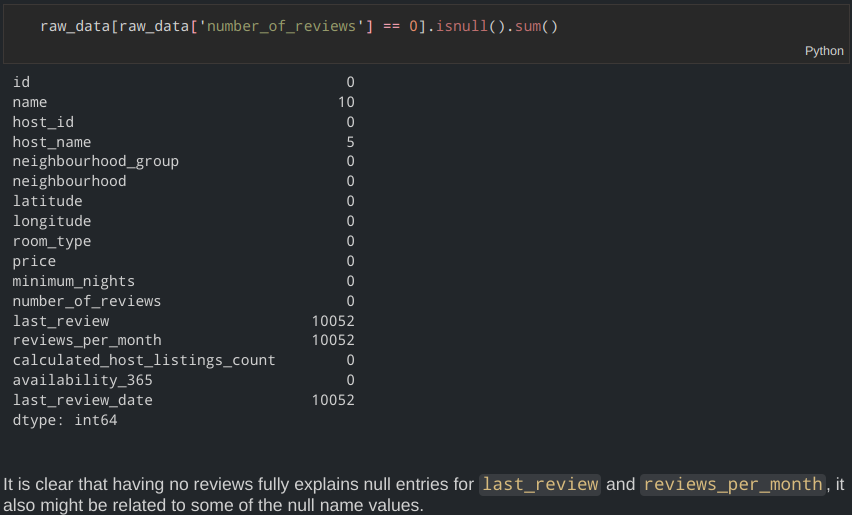 raw_data[raw_data['number_of_reviews'] == 0].isnull().sum()
Python
id 0
name 10
host_id 0
host_name 5
neighbourhood_group 0
neighbourhood 0
latitude 0
longitude 0
room_type 0
price 0
minimum_nights 0
number_of_reviews 0
last_review 10052
reviews_per_month 10052
calculated_host_listings_count 0
availability_365 0
last_review_date 10052
dtype: int64
It is clear that having no reviews fully explains null entries for last_review and reviews_per_month, it
also might be related to some of the null name values.